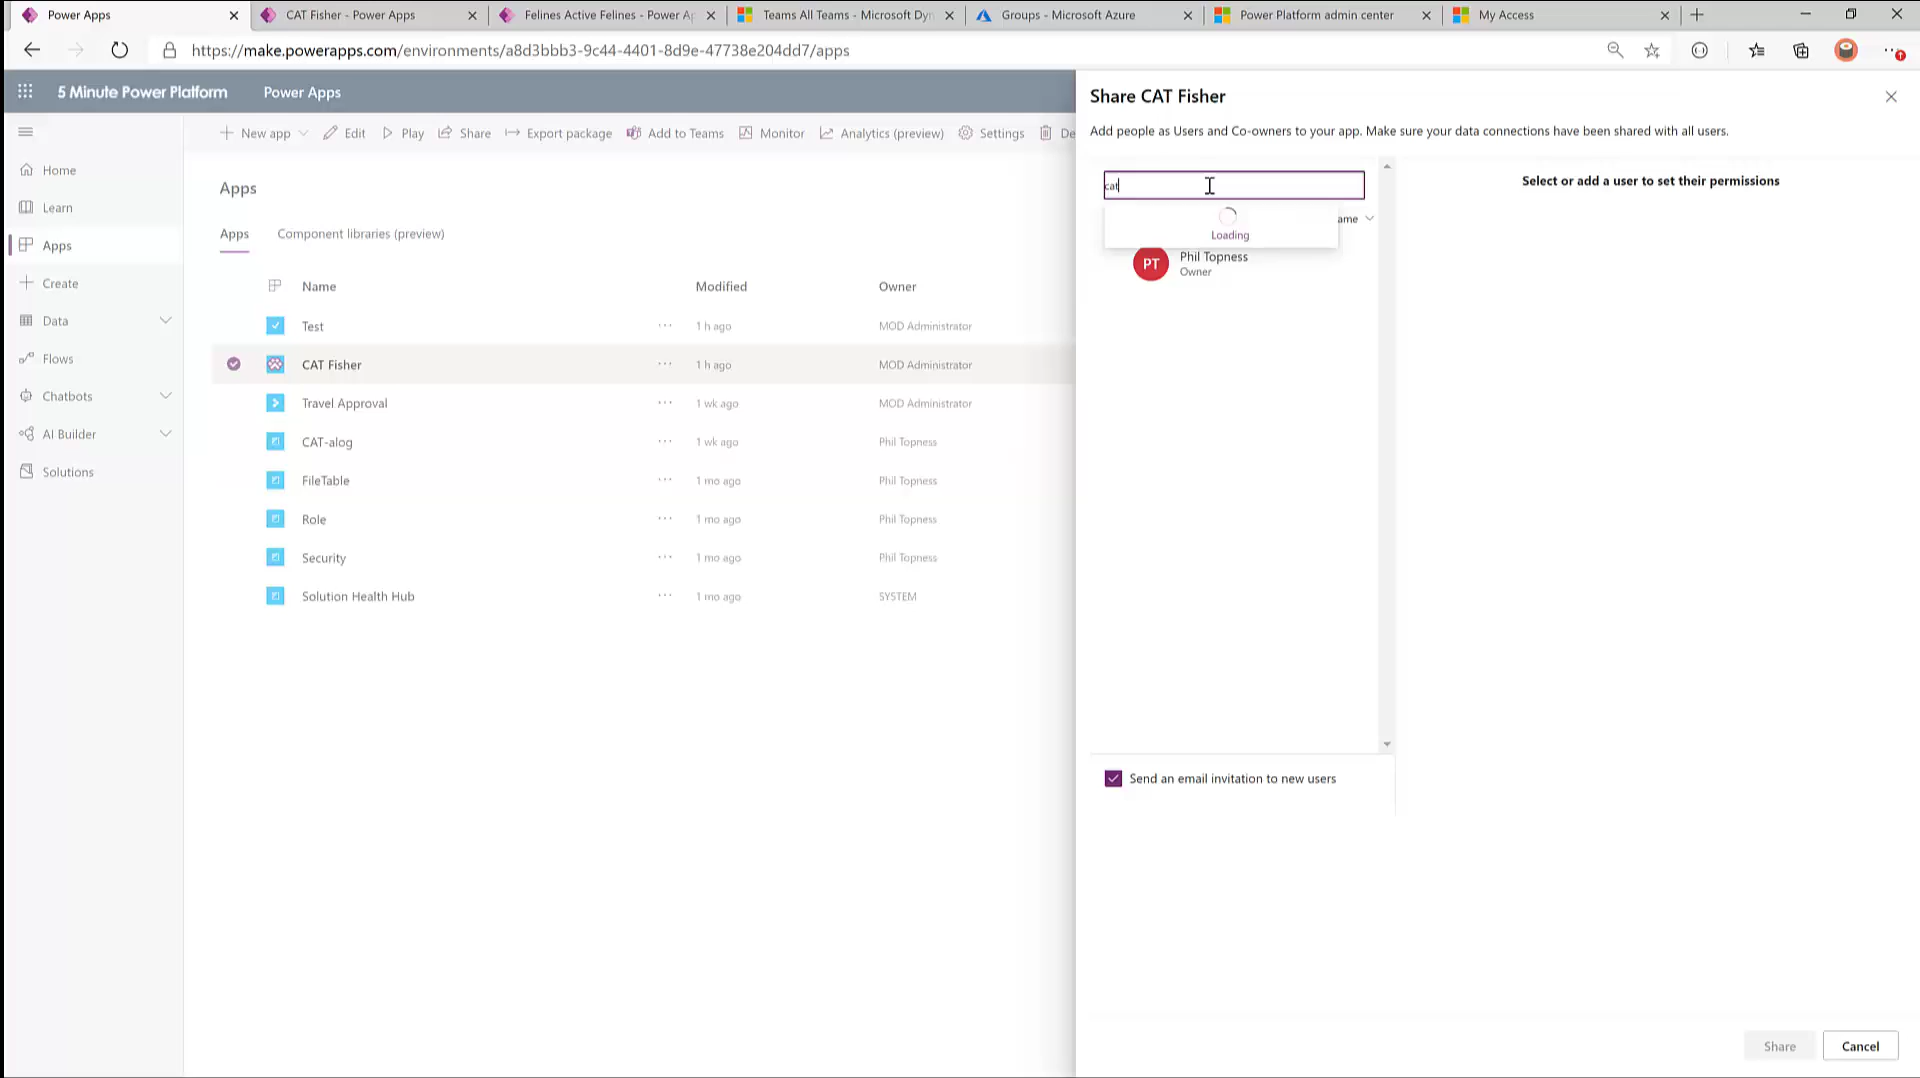 Power Apps
CAT Fisher - Power Apps
Felines Active Felines - Power Ap
Teams All Teams - Microsoft Dyn
Groups - Microsoft Azure
Power Platform admin center
My Access
https://make.powerapps.com/environments/a8d3bbb3-9c44-4401-8d9e-47738e204dd7/apps
5 Minute Power Platform
Power Apps
New app
Edit
Play
Share
Export package
Add to Teams
Monitor
Analytics (preview)
Settings
De
Home
Learn
Apps
Create
Data
Flows
Chatbots
AI Builder
Solutions
Apps
Apps
Component libraries (preview)
Name Modified Owner
Test 1 h ago MOD Administrator
CAT Fisher 1 h ago MOD Administrator
Travel Approval 1 wk ago MOD Administrator
CAT-alog 1 wk ago Phil Topness
FileTable 1 mo ago Phil Topness
Role 1 mo ago Phil Topness
Security 1 mo ago Phil Topness
Solution Health Hub 1 mo ago SYSTEM
Share CAT Fisher
Add people as Users and Co-owners to your app. Make sure your data connections have been shared with all users.
cat
ame
Loading
PT
Phil Topness
Owner
Send an email invitation to new users
Select or add a user to set their permissions
Share
Cancel